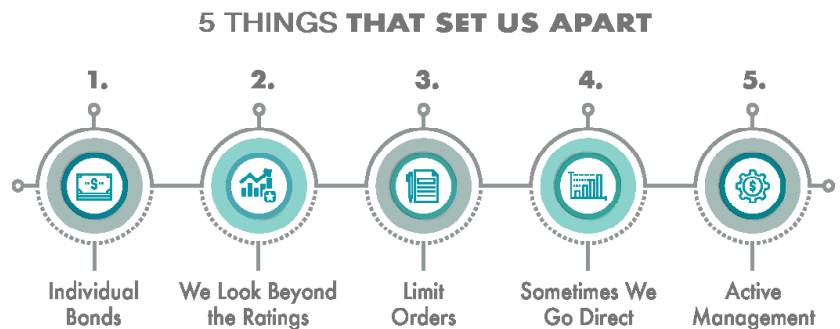 5 THINGS THAT SET US APART
1.
2.
3.
4.
5.
Individual
Bonds
We Look Beyond
the Ratings
Limit
Orders
Sometimes We
Go Direct
Active
Management